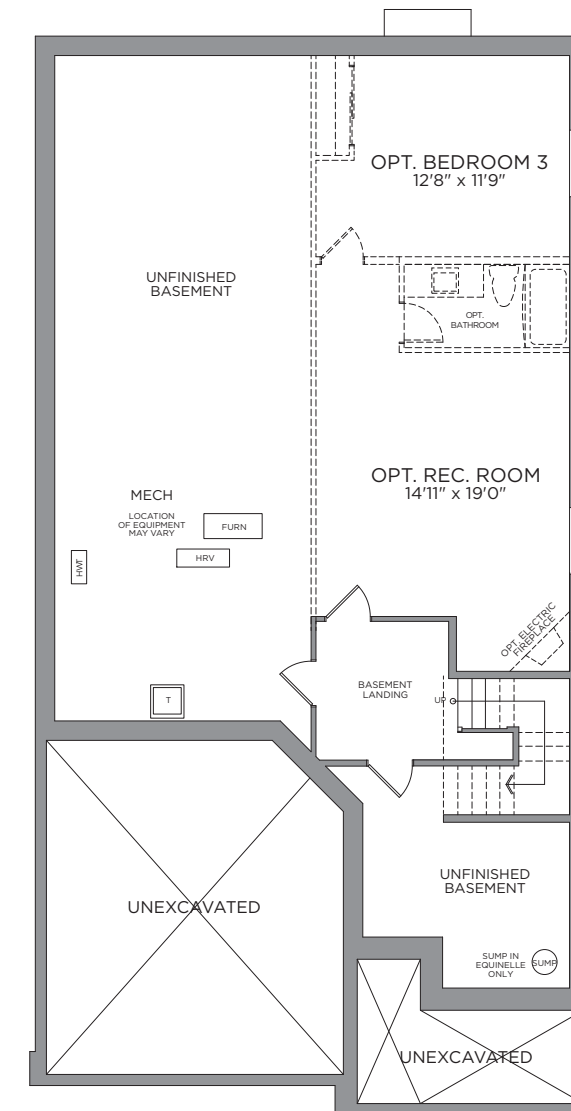 OPT. BEDROOM 3
12'8" x 11'9"
UNFINISHED
BASEMENT
OPT.
BATHROOM
OPT. REC. ROOM
14'11" x 19'0"
MECH
LOCATION
OF EQUIPMENT
MAY VARY
FURN
HRV
HWT
OPT. ELECTRIC
FIREPLACE
BASEMENT
LANDING
UP
T
UNFINISHED
BASEMENT
UNEXCAVATED
SUMP IN
EQUINELLE
ONLY
SUMP
UNEXCAVATED